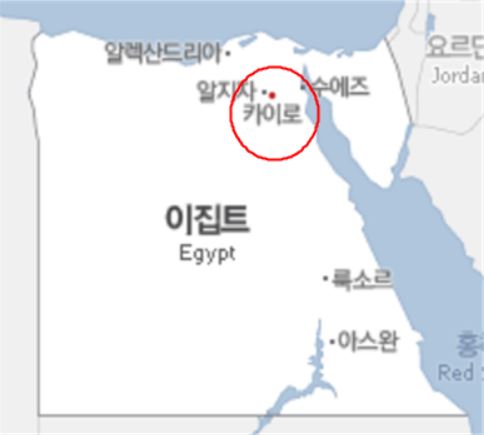 알렉산드리아
요르단
Jordan
알지자
수에즈
카이로
이집트
Egypt
룩소르
아스완
Red